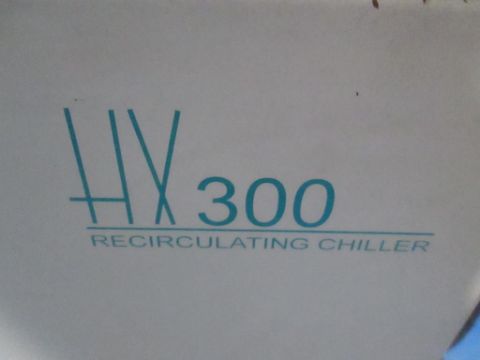 HX 300
RECIRCULATING CHILLER